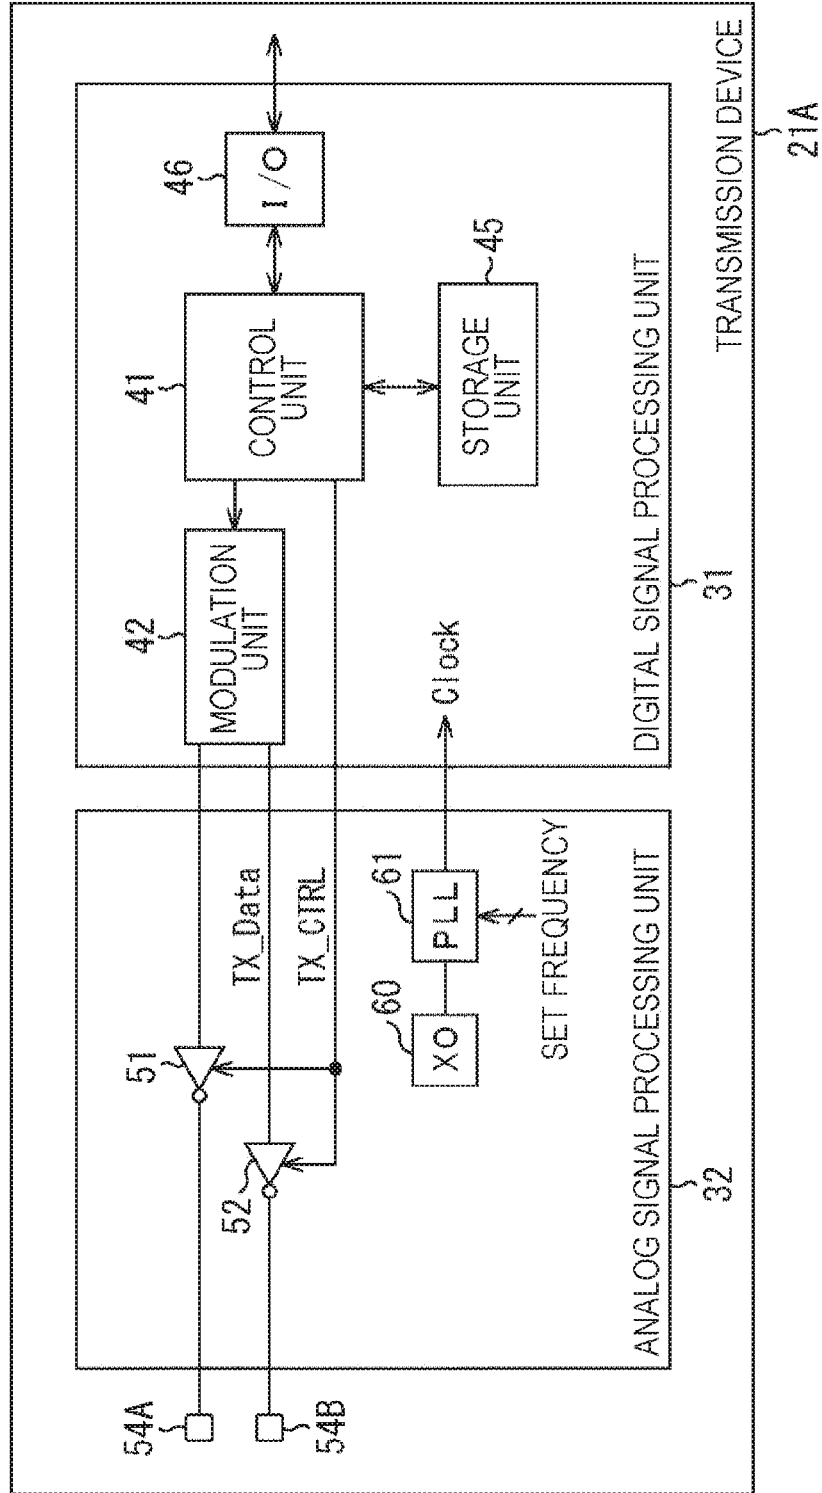 54A
54B
51
52
TX_Data
TX_CTRL
60
XO
61
PLL
SET FREQUENCY
Clock
ANALOG SIGNAL PROCESSING UNIT
32
42
MODULATION
UNIT
41
CONTROL
UNIT
46
I/O
45
STORAGE
UNIT
DIGITAL SIGNAL PROCESSING UNIT
31
TRANSMISSION DEVICE
21A